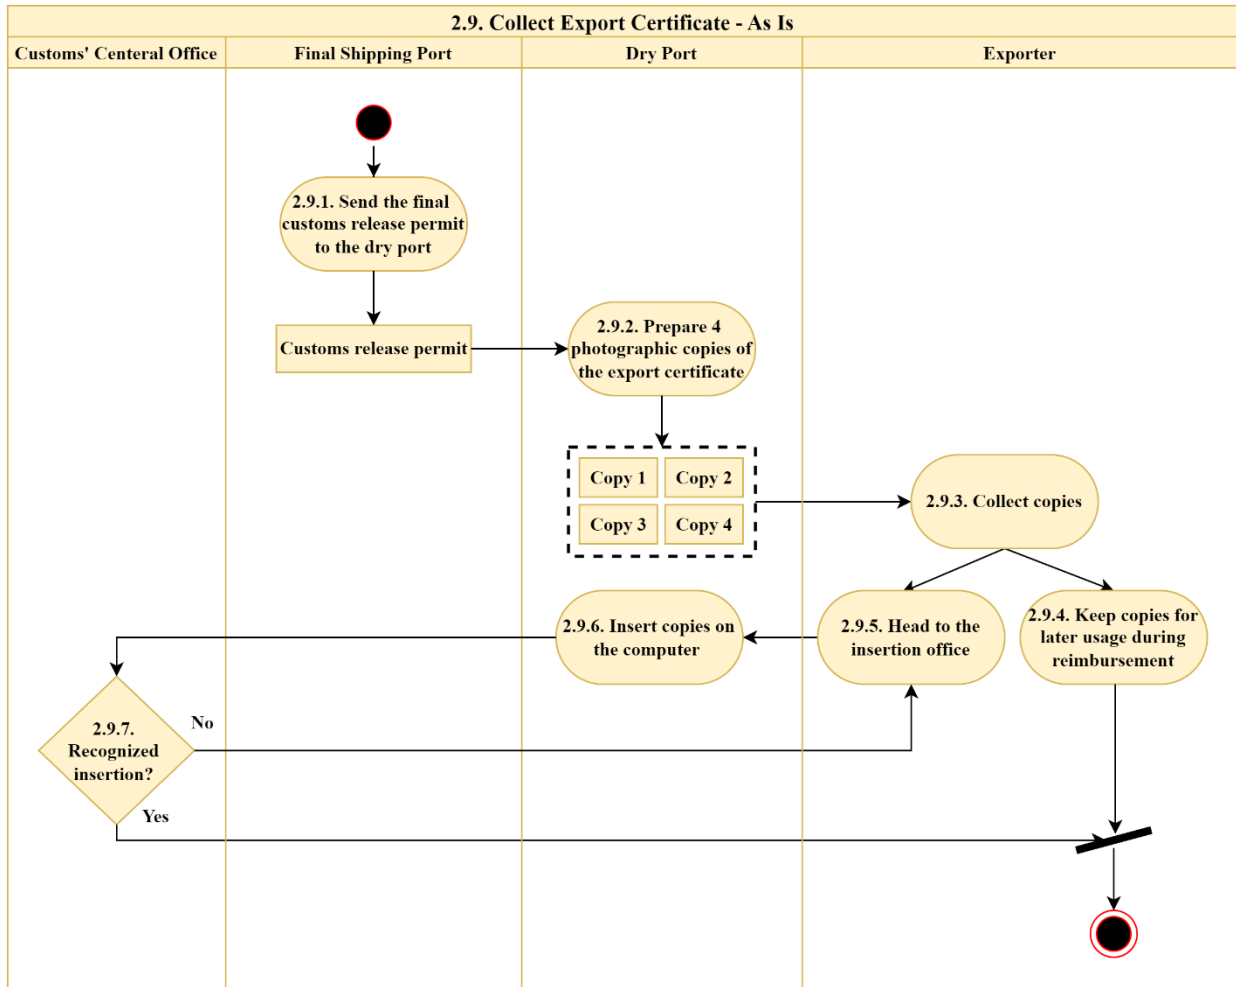 2.9. Collect Export Certificate - As Is
Customs' Centeral Office
Final Shipping Port
Dry Port
Exporter
2.9.1. Send the final
customs release permit
to the dry port
Customs release permit
2.9.2. Prepare 4
photographic copies of
the export certificate
Copy 1
Copy 2
Copy 3
Copy 4
2.9.3. Collect copies
2.9.4. Keep copies for
later usage during
reimbursement
2.9.5. Head to the
insertion office
2.9.6. Insert copies on
the computer
2.9.7.
Recognized
insertion?
No
Yes